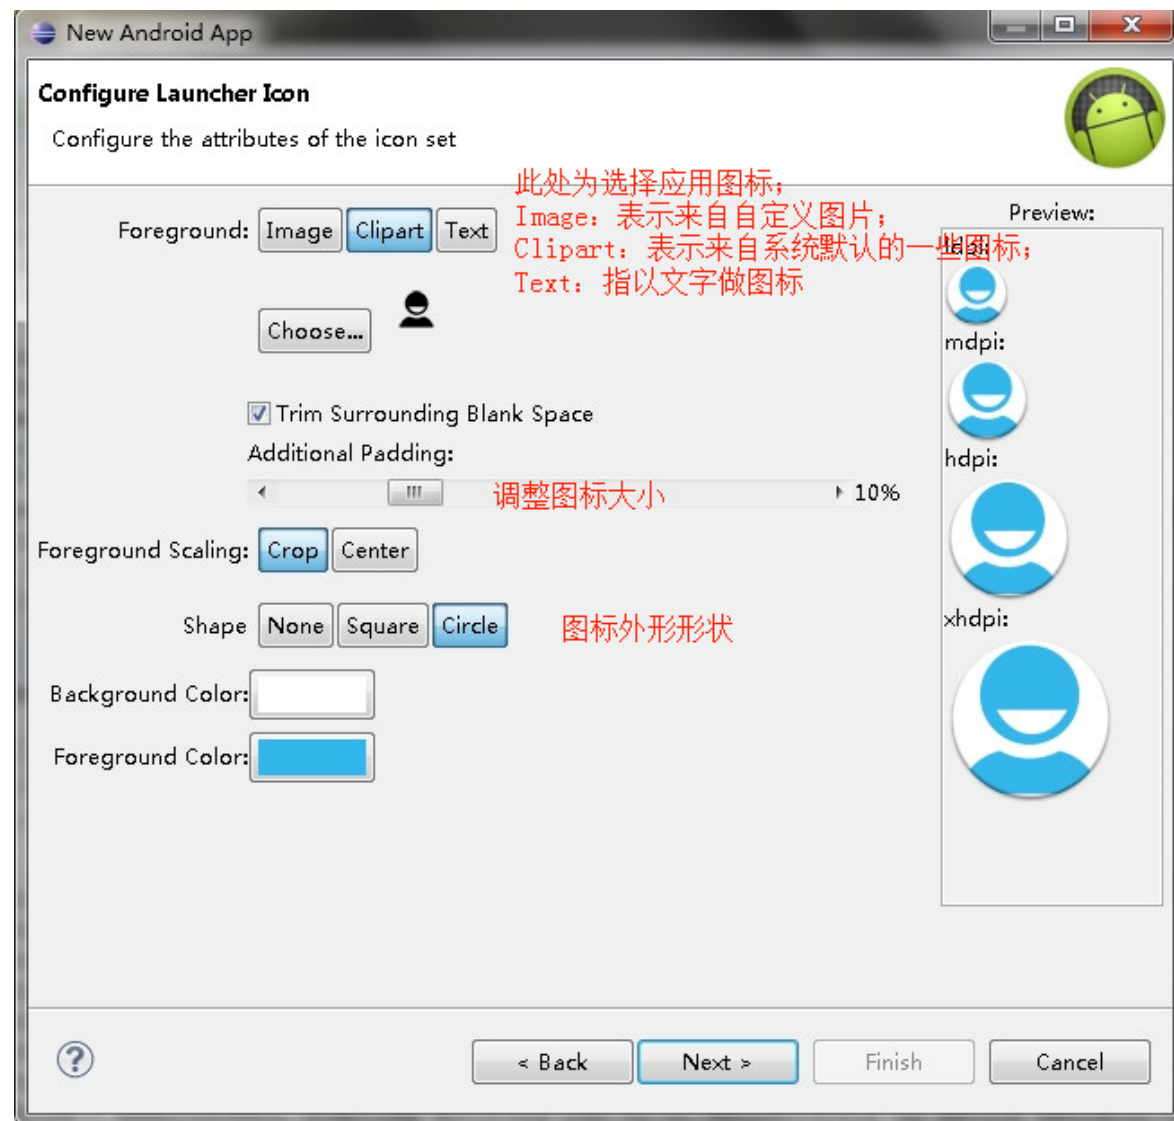 New Android App
Configure Launcher Icon
Configure the attributes of the icon set
此处为选择应用图标；
Image：表示来自自定义图片；
Clipart：表示来自系统默认的一些图标；
Text：指以文字做图标
Foreground: Image Clipart Text
Preview:
ldpi:
Choose...
mdpi:
Trim Surrounding Blank Space
Additional Padding:
hdpi:
调整图标大小
10%
Foreground Scaling: Crop Center
Shape None Square Circle
图标外形形状
xhdpi:
Background Color:
Foreground Color:
?
< Back Next > Finish Cancel